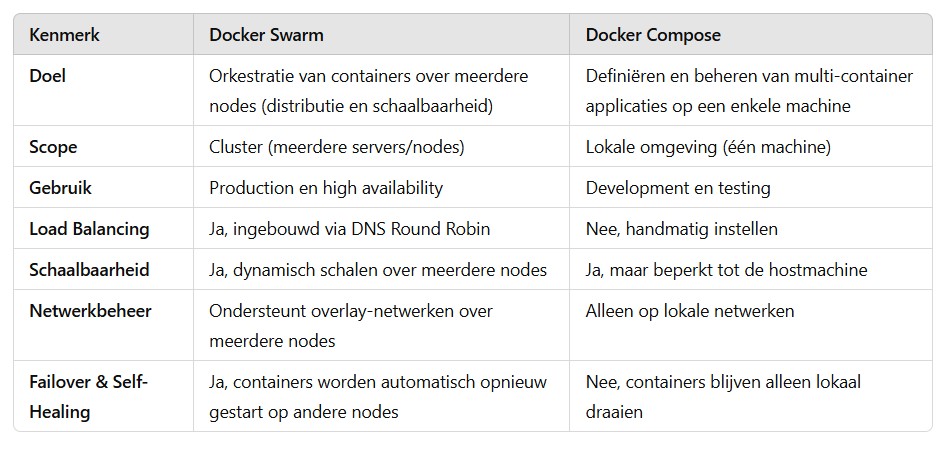 Kenmerk Docker Swarm Docker Compose
Doel Orkestratie van containers over meerdere Definiëren en beheren van multi-container
nodes (distributie en schaalbaarheid) applicaties op een enkele machine
Scope Cluster (meerdere servers/nodes) Lokale omgeving (één machine)
Gebruik Production en high availability Development en testing
Load Balancing Ja, ingebouwd via DNS Round Robin Nee, handmatig instellen
Schaalbaarheid Ja, dynamisch schalen over meerdere nodes Ja, maar beperkt tot de hostmachine
Netwerkbeheer Ondersteunt overlay-netwerken over Alleen op lokale netwerken
meerdere nodes
Failover & Self- Ja, containers worden automatisch opnieuw Nee, containers blijven alleen lokaal
Healing gestart op andere nodes draaien